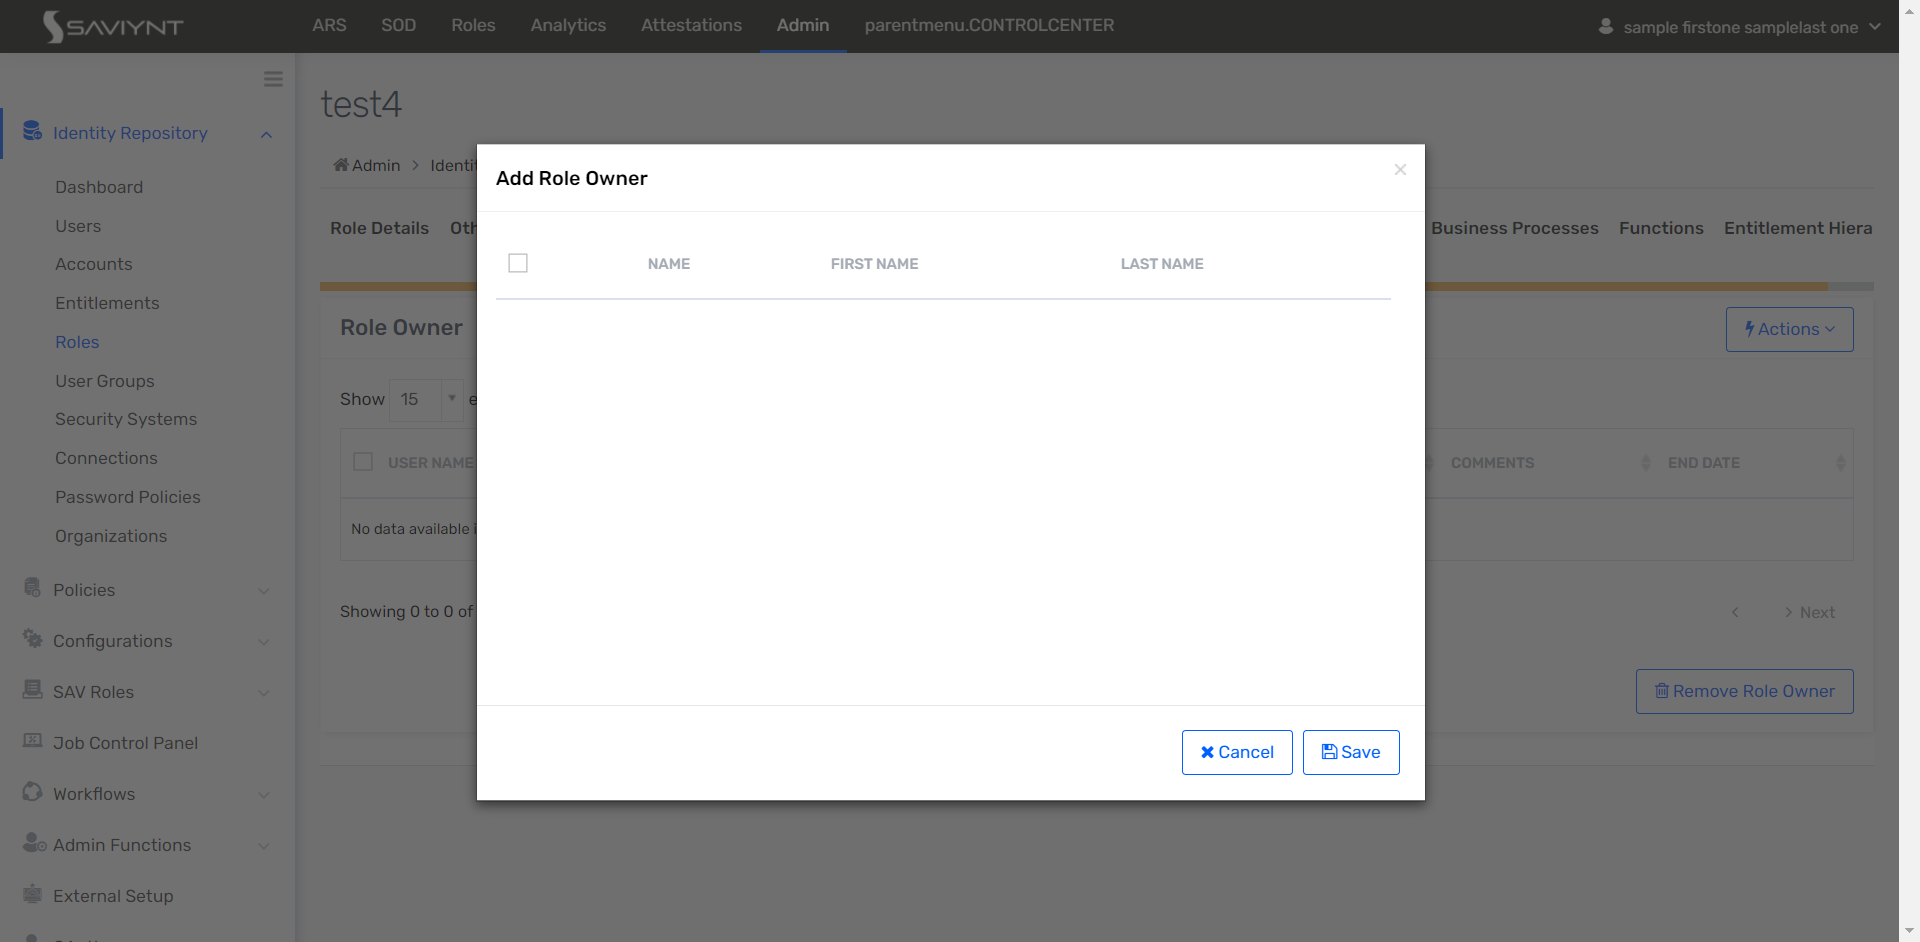 SAVIYNT
ARS SOD Roles Analytics Attestations Admin parentmenu.CONTROLCENTER
sample firstone samplelast one
test4
Identity Repository
Dashboard
Users
Accounts
Entitlements
Roles
User Groups
Security Systems
Connections
Password Policies
Organizations
Policies
Configurations
SAV Roles
Job Control Panel
Workflows
Admin Functions
External Setup
Admin > Identit
Role Details Oth
Business Processes Functions Entitlement Hiera
Role Owner
Actions
Show 15 e
USER NAME
COMMENTS END DATE
No data available i
Showing 0 to 0 of
Next
Remove Role Owner
Add Role Owner
×
NAME FIRST NAME LAST NAME
Cancel Save